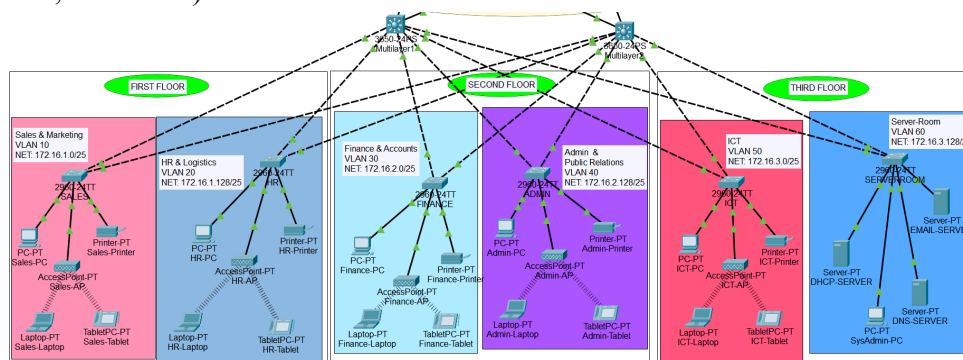 3650-24PS
Multilayer1
3650-24PS
FIRST FLOOR
SECOND FLOOR
THIRD FLOOR
Sales & Marketing
VLAN 10
NET: 172.16.1.0/25
HR & Logistics
VLAN 20
NET: 172.16.1.128/25
Finance & Accounts
VLAN 30
NET: 172.16.2.0/25
Admin &
Public Relations
VLAN 40
NET: 172.16.2.128/25
ICT
VLAN 50
NET: 172.16.3.0/25
Server-Room
VLAN 60
NET: 172.16.3.128/2
2960-24TT
SALES
2960-24TT
HR
2960-24TT
FINANCE
2960-24TT
ADMIN
2960-24TT
ICT
2960-24TT
SERVERROOM
PC-PT
Sales-PC
Printer-PT
Sales-Printer
AccessPoint-PT
Sales-AP
Laptop-PT
Sales-Laptop
TabletPC-PT
Sales-Tablet
PC-PT
HR-PC
Printer-PT
HR-Printer
AccessPoint-PT
HR-AP
Laptop-PT
HR-Laptop
TabletPC-PT
HR-Tablet
PC-PT
Finance-PC
Printer-PT
Finance-Printer
AccessPoint-PT
Finance-AP
Laptop-PT
Finance-Laptop
TabletPC-PT
Finance-Tablet
PC-PT
Admin-PC
Printer-PT
Admin-Printer
AccessPoint-PT
Admin-AP
Laptop-PT
Admin-Laptop
TabletPC-PT
Admin-Tablet
PC-PT
ICT-PC
Printer-PT
ICT-Printer
AccessPoint-PT
ICT-AP
Laptop-PT
ICT-Laptop
TabletPC-PT
ICT-Tablet
Server-PT
EMAIL-SERVE
Server-PT
DHCP-SERVER
Server-PT
DNS-SERVER
PC-PT
SysAdmin-PC